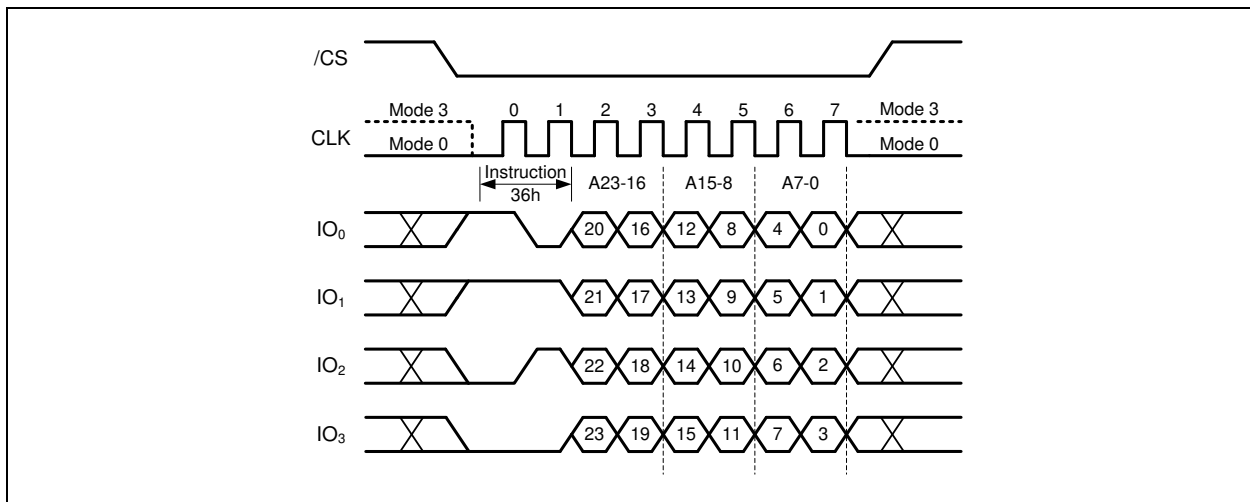 /CS
Mode 3 0 1 2 3 4 5 6 7 Mode 3
CLK Mode 0 Mode 0
Instruction A23-16 A15-8 A7-0
36h
IO₀ 20 16 12 8 4 0
IO₁ 21 17 13 9 5 1
IO₂ 22 18 14 10 6 2
IO₃ 23 19 15 11 7 3